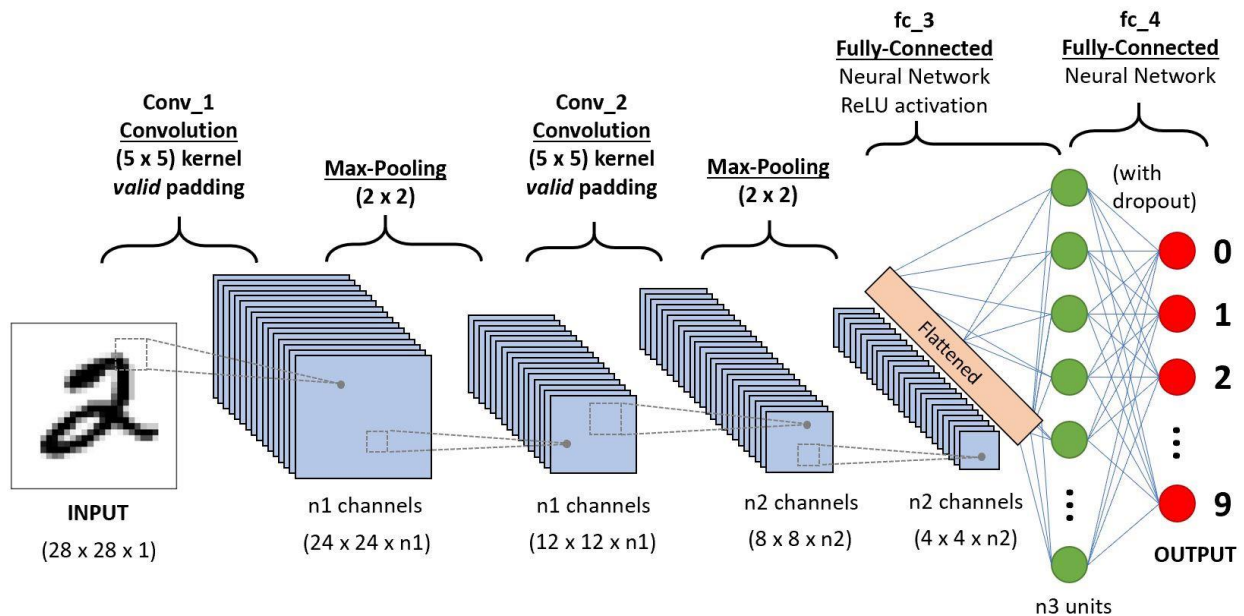 fc_3
Fully-Connected
Neural Network
ReLU activation
fc_4
Fully-Connected
Neural Network
Conv_1
Convolution
(5 x 5) kernel
valid padding
Max-Pooling
(2 x 2)
Conv_2
Convolution
(5 x 5) kernel
valid padding
Max-Pooling
(2 x 2)
(with
dropout)
Flattened
0
1
2
9
INPUT
(28 x 28 x 1)
n1 channels
(24 x 24 x n1)
n1 channels
(12 x 12 x n1)
n2 channels
(8 x 8 x n2)
n2 channels
(4 x 4 x n2)
OUTPUT
n3 units
2